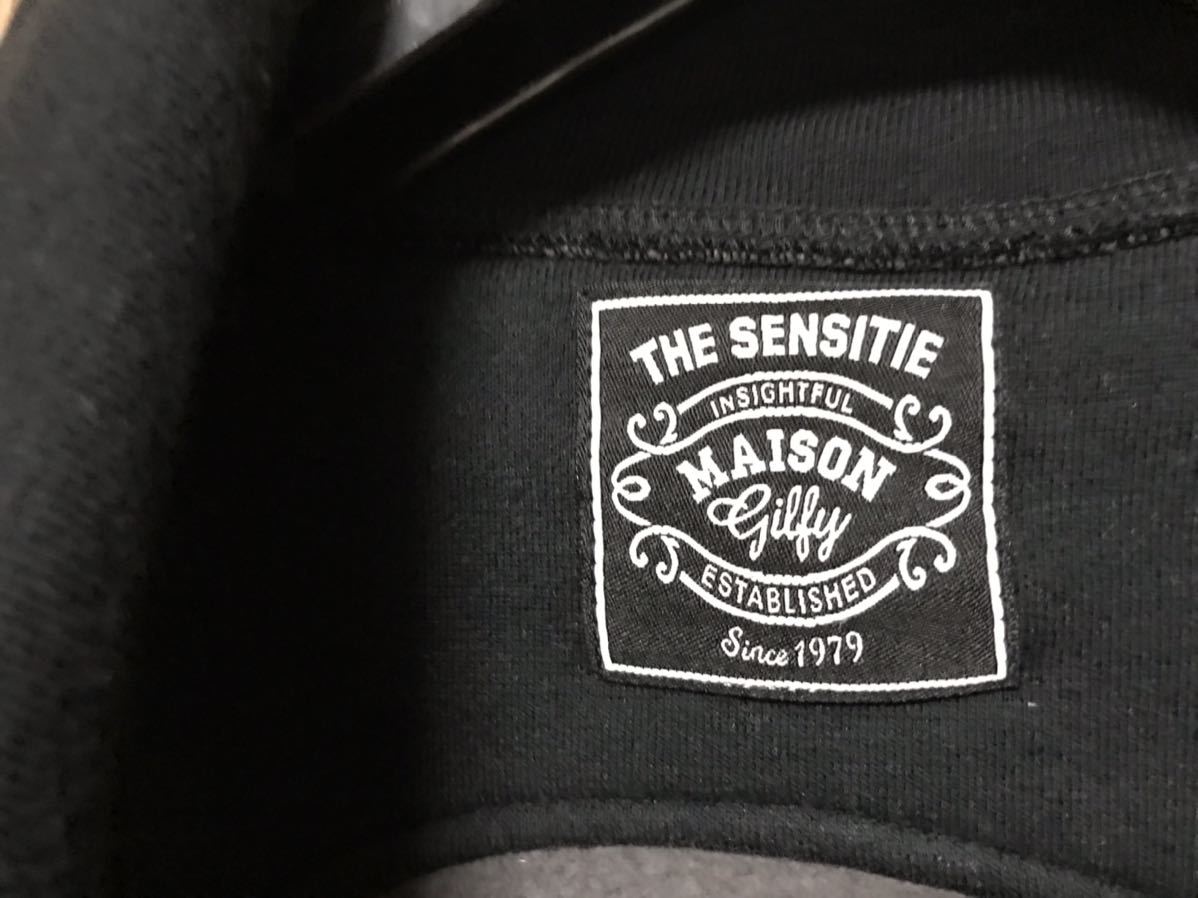 THE SENSITIE
INSIGHTFUL
MAISON
Gilfy
ESTABLISHED
Since 1979